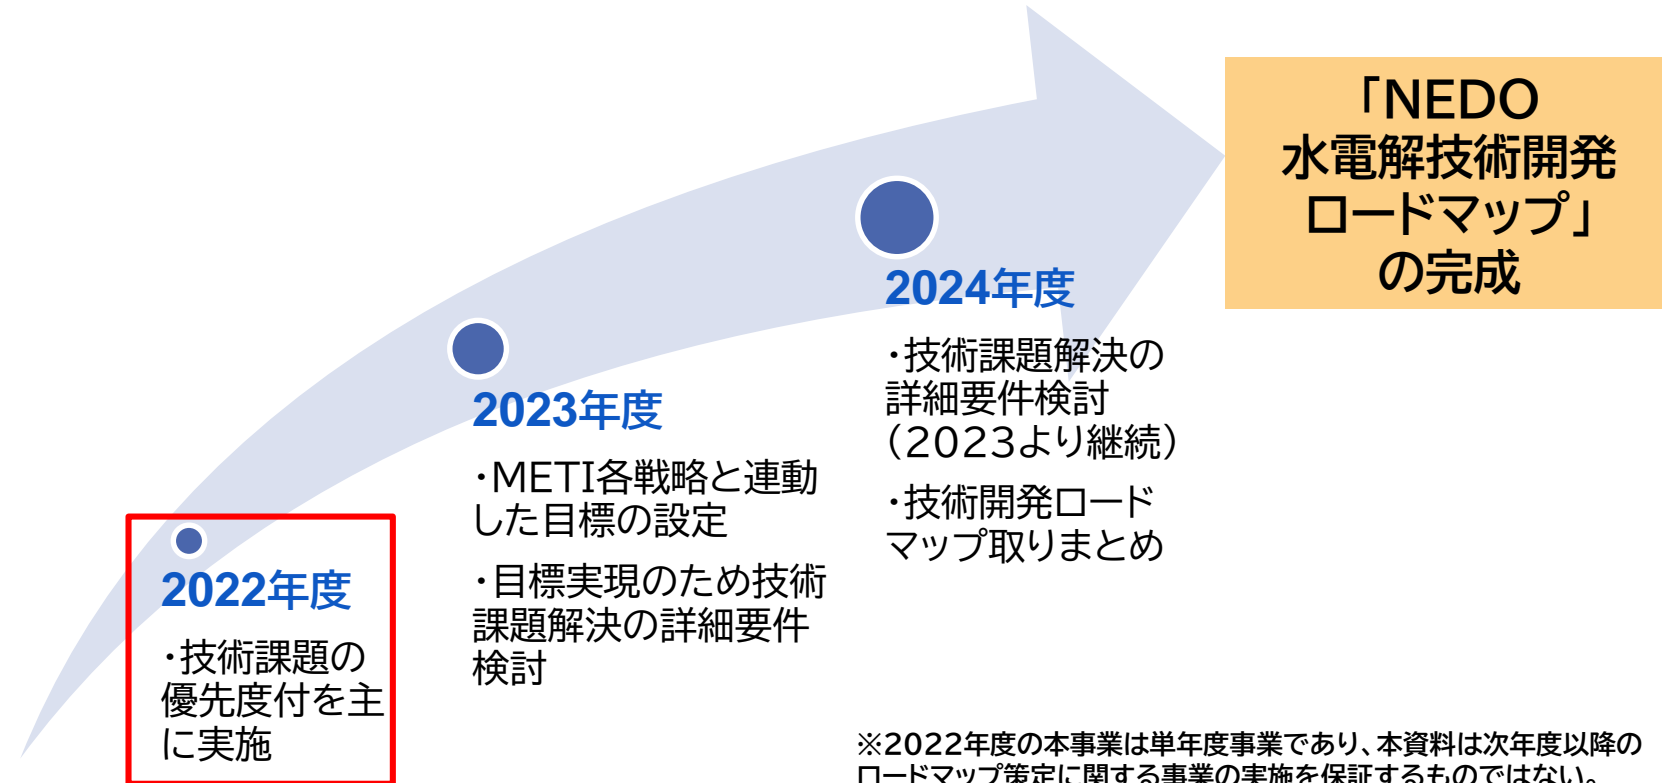 「NEDO
水電解技術開発
ロードマップ」
の完成
2024年度
・技術課題解決の
詳細要件検討
（2023より継続）
・技術開発ロード
マップ取りまとめ
2023年度
・METI各戦略と連動
した目標の設定
・目標実現のため技術
課題解決の詳細要件
検討
2022年度
・技術課題の
優先度付を主
に実施
※2022年度の本事業は単年度事業であり、本資料は次年度以降の
ロードマップ策定に関する事業の実施を保証するものではない。